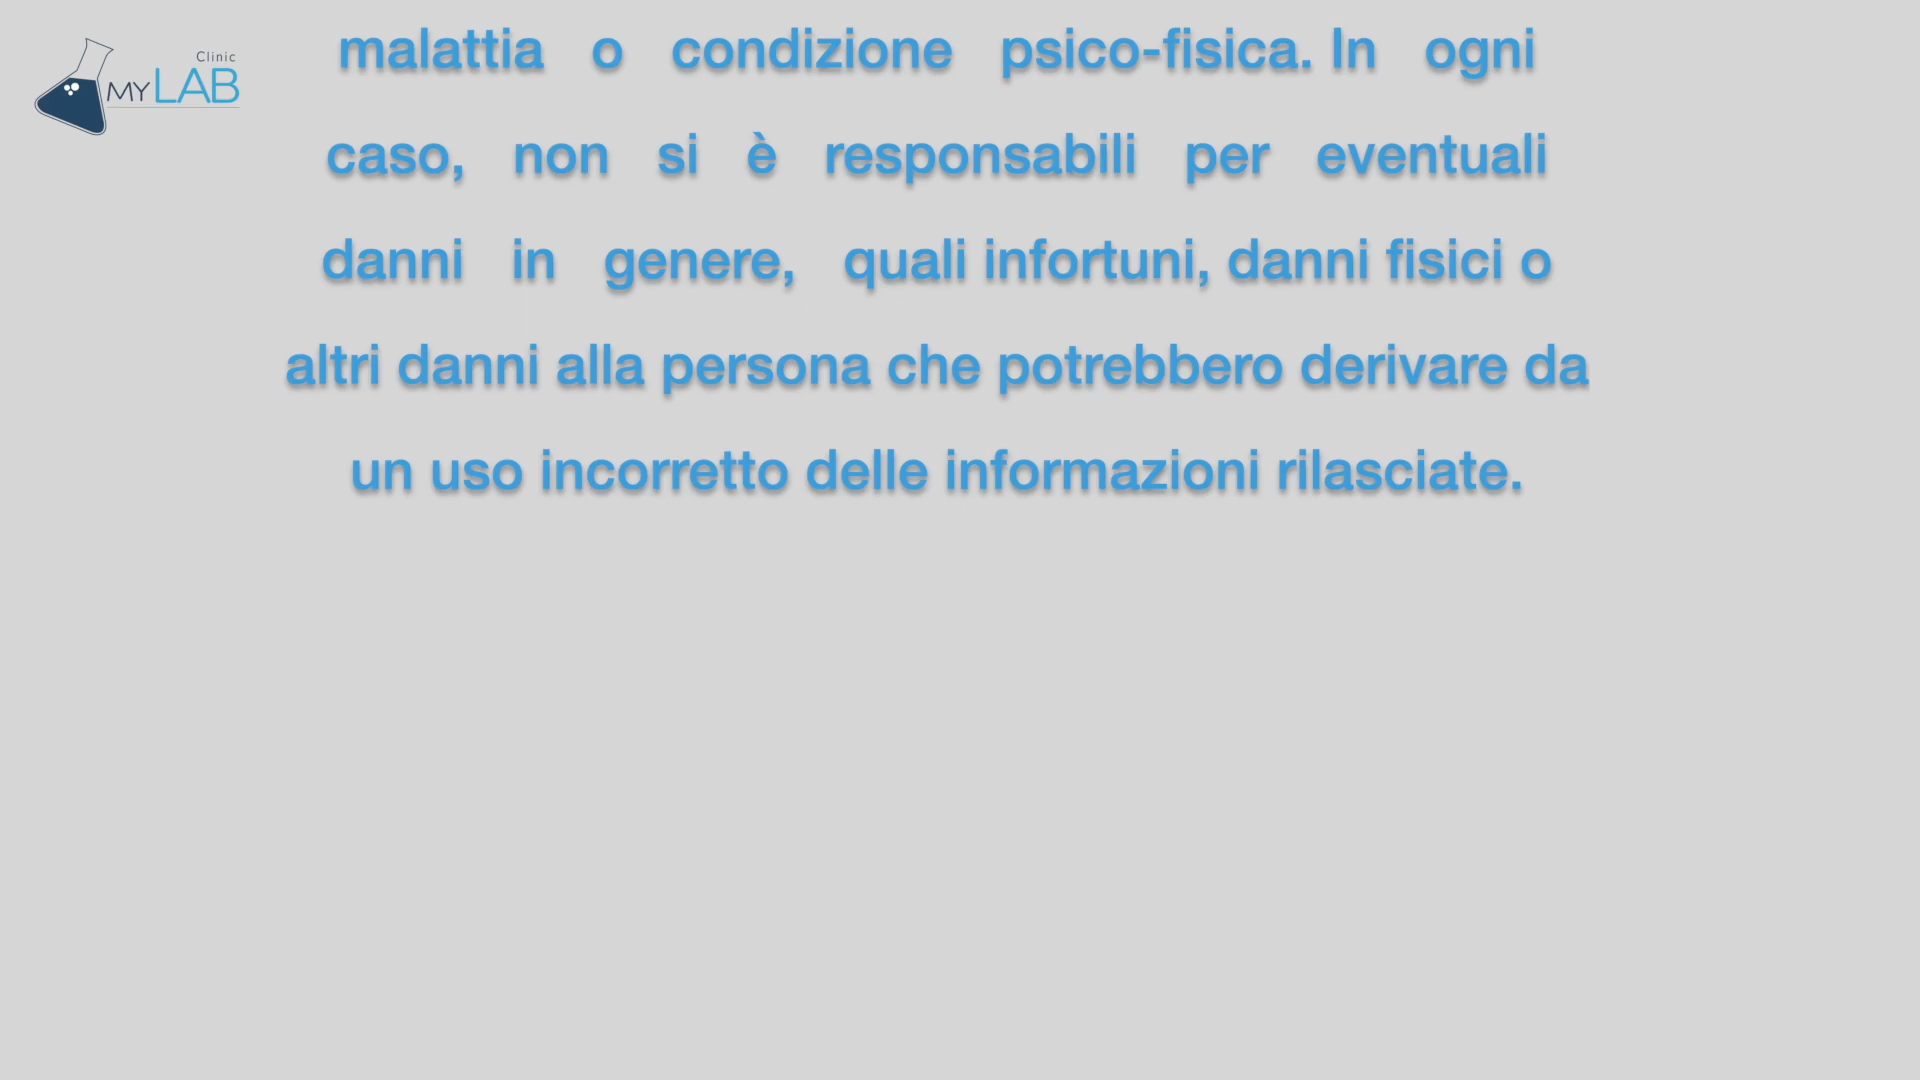 Clinic
MY LAB
malattia o condizione psico-fisica. In ogni
caso, non si è responsabili per eventuali
danni in genere, quali infortuni, danni fisici o
altri danni alla persona che potrebbero derivare da
un uso incorretto delle informazioni rilasciate.